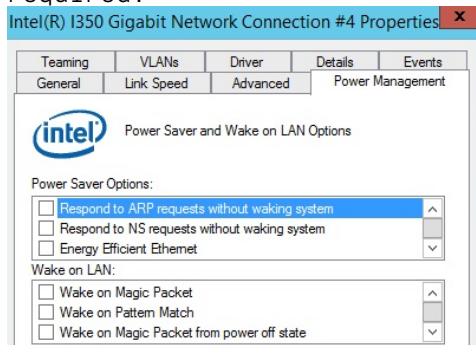 Intel(R) I350 Gigabit Network Connection #4 Properties x
Teaming VLANs Driver Details Events
General Link Speed Advanced Power Management
intel Power Saver and Wake on LAN Options
Power Saver Options:
Respond to ARP requests without waking system
Respond to NS requests without waking system
Energy Efficient Ethernet
Wake on LAN:
Wake on Magic Packet
Wake on Pattern Match
Wake on Magic Packet from power off state